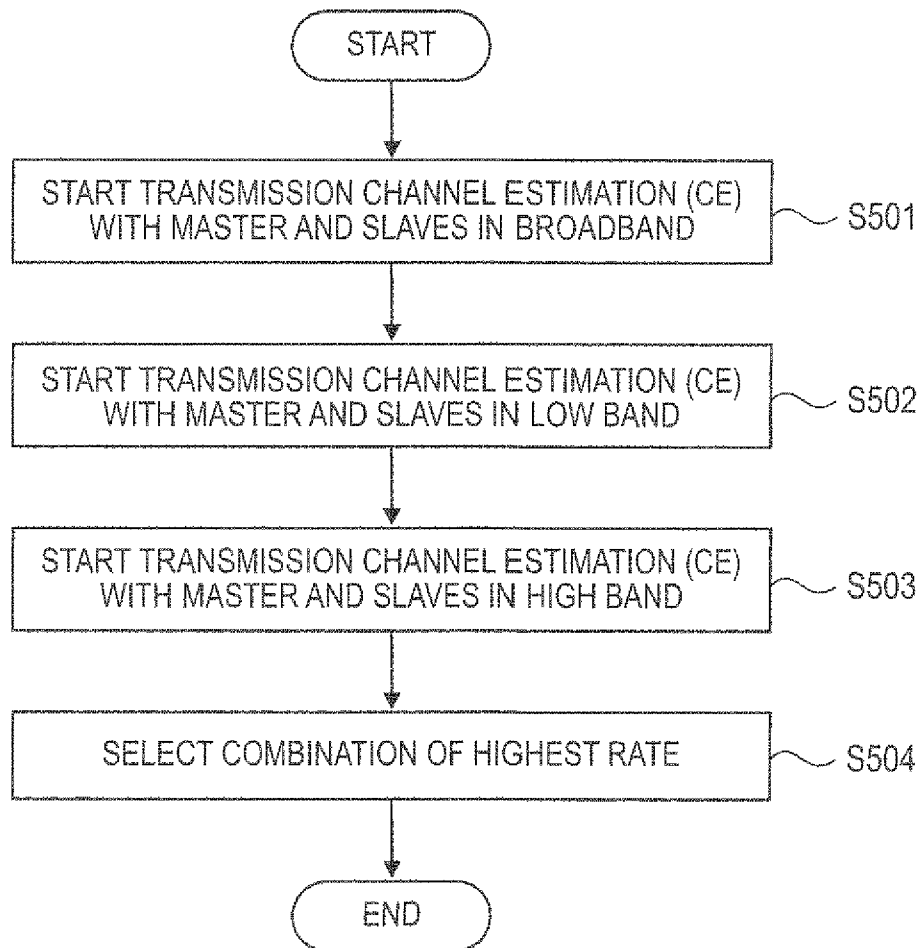 START
START TRANSMISSION CHANNEL ESTIMATION (CE)
WITH MASTER AND SLAVES IN BROADBAND
S501
START TRANSMISSION CHANNEL ESTIMATION (CE)
WITH MASTER AND SLAVES IN LOW BAND
S502
START TRANSMISSION CHANNEL ESTIMATION (CE)
WITH MASTER AND SLAVES IN HIGH BAND
S503
SELECT COMBINATION OF HIGHEST RATE
S504
END